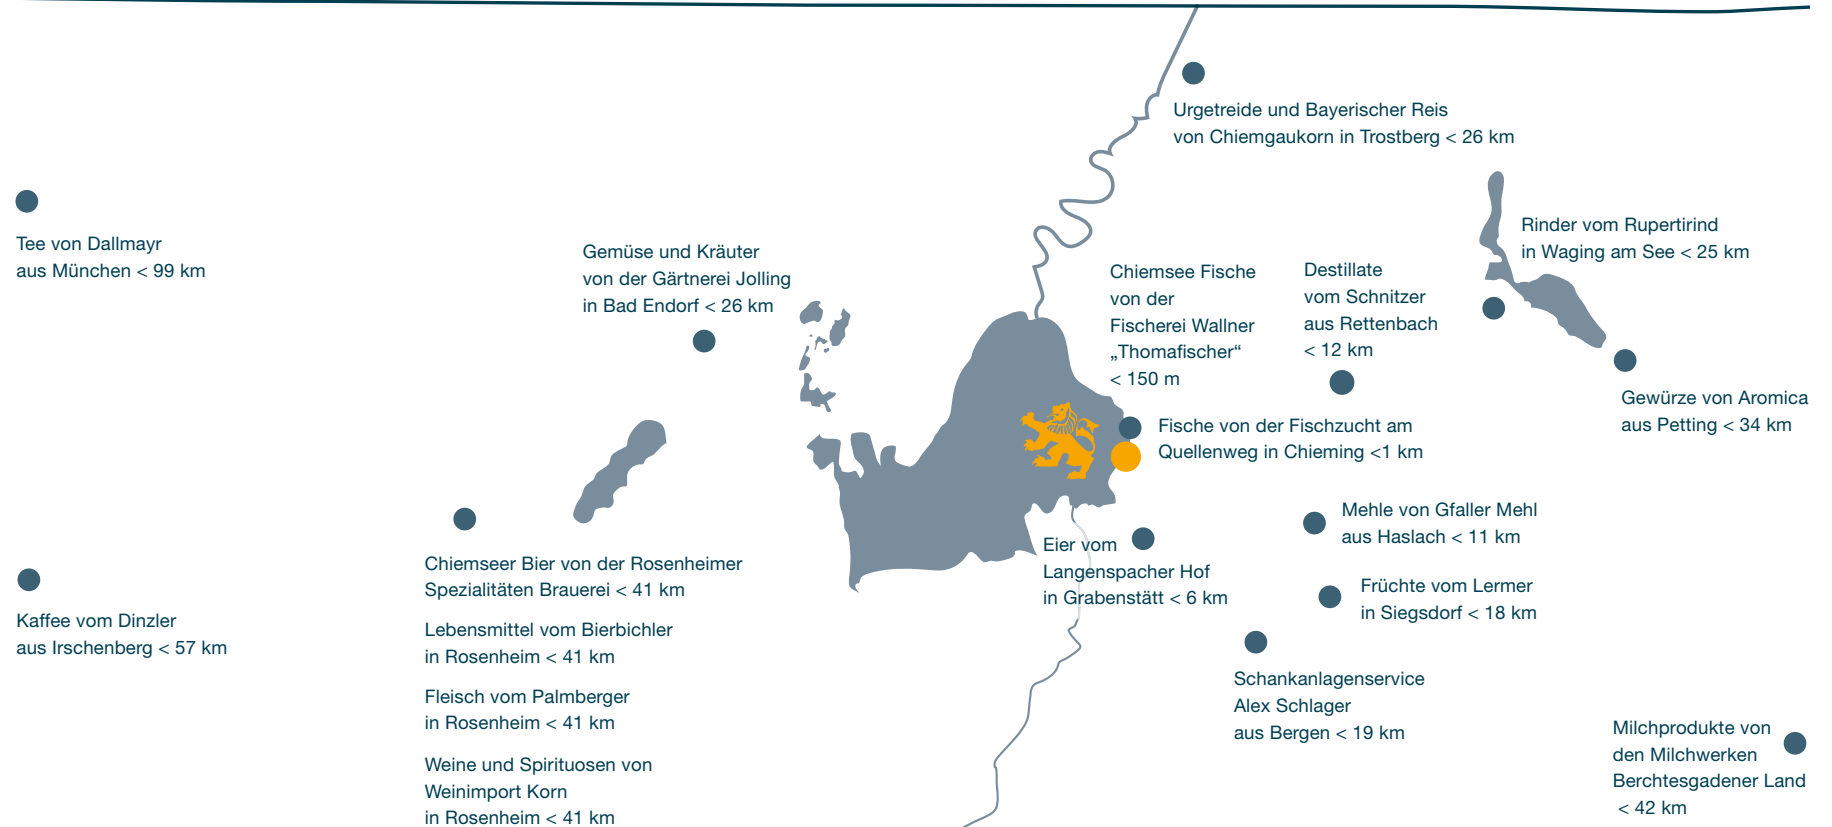 Urgetreide und Bayerischer Reis
von Chiemgaukorn in Trostberg < 26 km
Tee von Dallmayr
aus München < 99 km
Gemüse und Kräuter
von der Gärtnerei Jolling
in Bad Endorf < 26 km
Chiemsee Fische
von der
Fischerei Wallner
„Thomafischer“
< 150 m
Destillate
vom Schnitzer
aus Rettenbach
< 12 km
Rinder vom Rupertirind
in Waging am See < 25 km
Gewürze von Aromica
aus Petting < 34 km
Fische von der Fischzucht am
Quellenweg in Chieming <1 km
Mehle von Gfaller Mehl
aus Haslach < 11 km
Eier vom
Langenspacher Hof
in Grabenstätt < 6 km
Früchte vom Lermer
in Siegsdorf < 18 km
Chiemseer Bier von der Rosenheimer
Spezialitäten Brauerei < 41 km
Lebensmittel vom Bierbichler
in Rosenheim < 41 km
Fleisch vom Palmberger
in Rosenheim < 41 km
Weine und Spirituosen von
Weinimport Korn
in Rosenheim < 41 km
Kaffee vom Dinzler
aus Irschenberg < 57 km
Schankanlagenservice
Alex Schlager
aus Bergen < 19 km
Milchprodukte von
den Milchwerken
Berchtesgadener Land
< 42 km